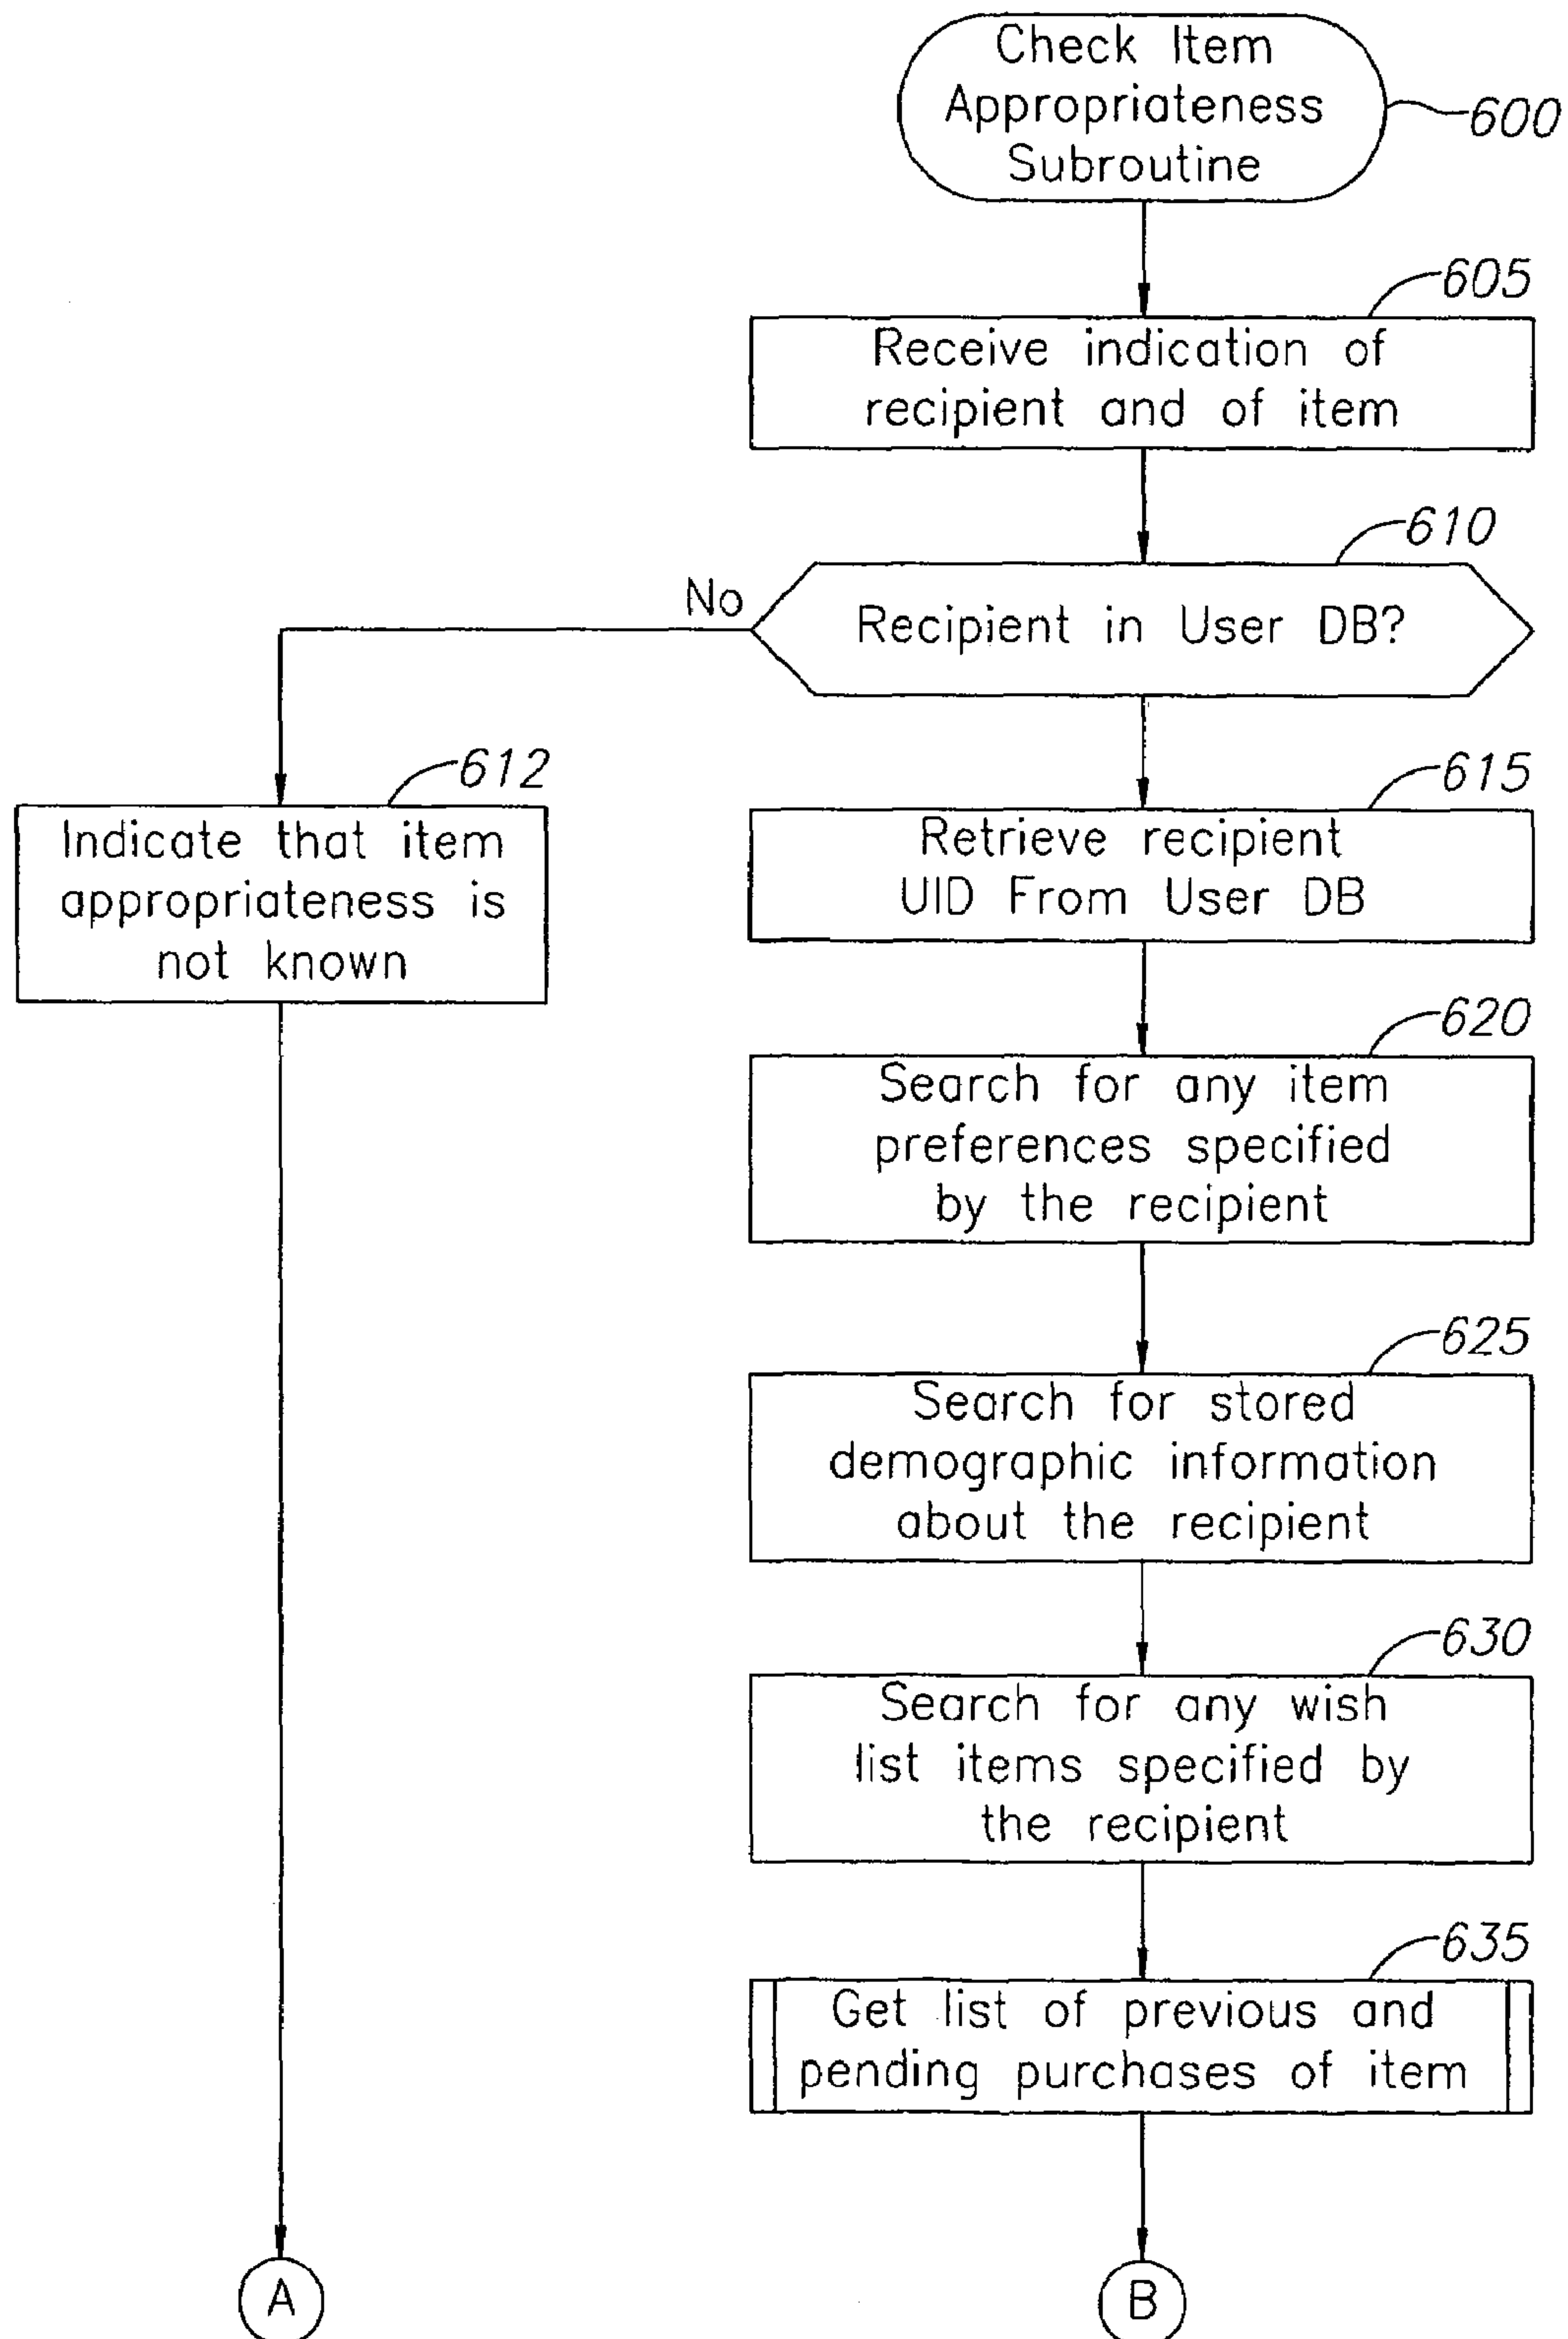 Check Item
Appropriateness
Subroutine
600
605
Receive indication of
recipient and of item
610
No
Recipient in User DB?
612
Indicate that item
appropriateness is
not known
615
Retrieve recipient
UID From User DB
620
Search for any item
preferences specified
by the recipient
625
Search for stored
demographic information
about the recipient
630
Search for any wish
list items specified by
the recipient
635
Get list of previous and
pending purchases of item
A
B